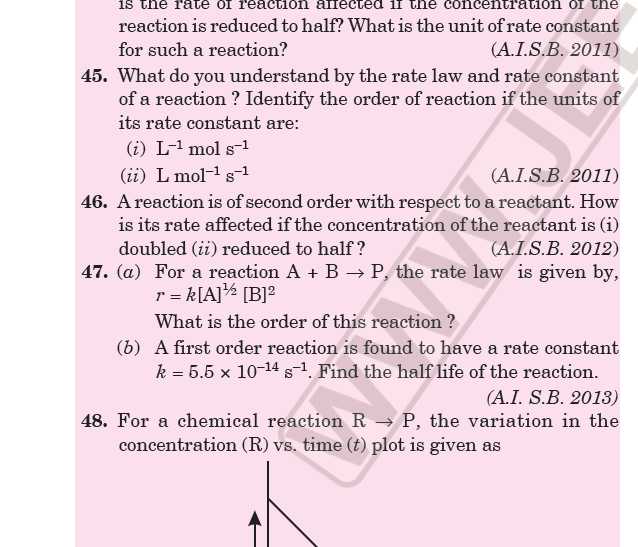 is the rate of reaction affected if the concentration of the
reaction is reduced to half? What is the unit of rate constant
for such a reaction? (A.I.S.B. 2011)
45. What do you understand by the rate law and rate constant
of a reaction ? Identify the order of reaction if the units of
its rate constant are:
(i) L⁻¹ mol s⁻¹
(ii) L mol⁻¹ s⁻¹ (A.I.S.B. 2011)
46. A reaction is of second order with respect to a reactant. How
is its rate affected if the concentration of the reactant is (i)
doubled (ii) reduced to half ? (A.I.S.B. 2012)
47. (a) For a reaction A + B → P, the rate law is given by,
r = k[A]^½ [B]²
What is the order of this reaction ?
(b) A first order reaction is found to have a rate constant
k = 5.5 × 10⁻¹⁴ s⁻¹. Find the half life of the reaction.
(A.I. S.B. 2013)
48. For a chemical reaction R → P, the variation in the
concentration (R) vs. time (t) plot is given as
WWW.JEE